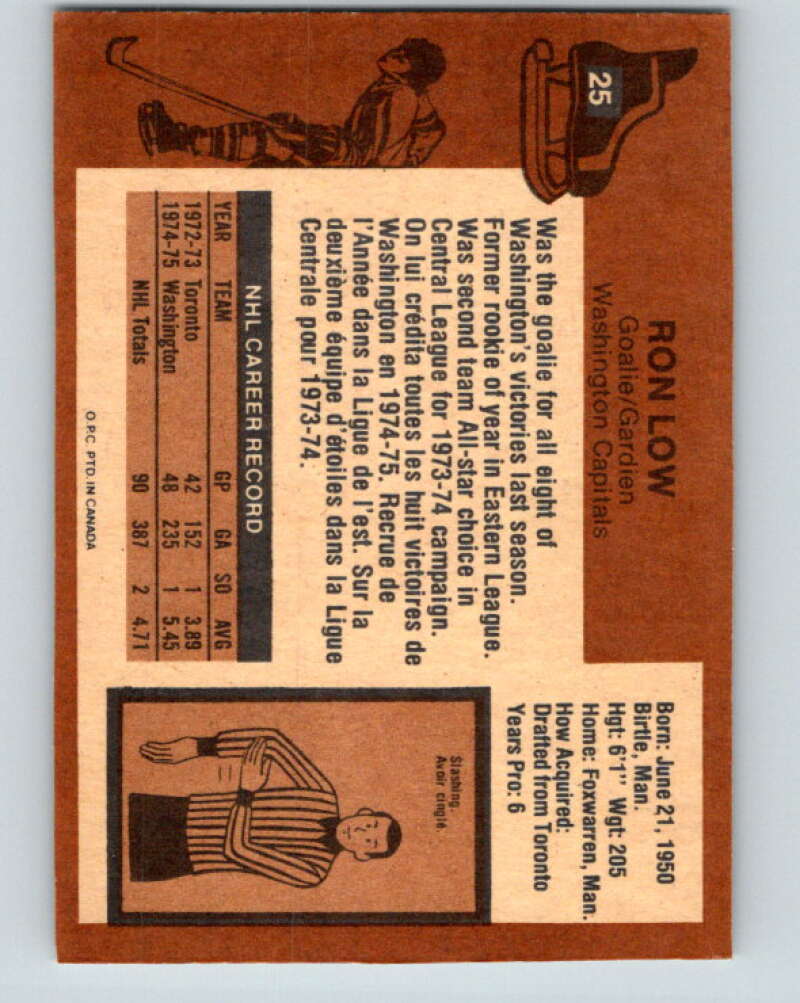 25
RON LOW
Goalie/Gardien
Washington Capitals
Was the goalie for all eight of
Washington's victories last season.
Former rookie of year in Eastern League.
Was second team All-star choice in
Central League for 1973-74 campaign.
On lui crédita toutes les huit victoires de
Washington en 1974-75. Recrue de
l'Année dans la Ligue de l'est. Sur la
deuxième équipe d'étoiles dans la Ligue
Centrale pour 1973-74.
NHL CAREER RECORD
YEAR TEAM GP GA SO AVG
1972-73 Toronto 42 152 1 3.89
1974-75 Washington 48 235 1 5.45
NHL Totals 90 387 2 4.71
O.P.C. PTD. IN CANADA
Born: June 21, 1950
Birtle, Man.
Hgt: 6'1" Wgt: 205
Home: Foxwarren, Man.
How Acquired:
Drafted from Toronto
Years Pro: 6
Slashing.
Avoir cinglé.